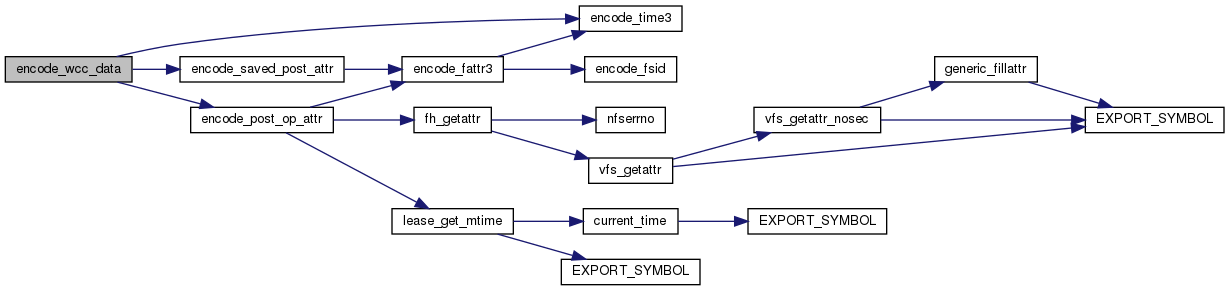 encode_time3
encode_wcc_data
encode_saved_post_attr
encode_fattr3
encode_fsid
generic_fillattr
encode_post_op_attr
fh_getattr
nfserrno
vfs_getattr_nosec
EXPORT_SYMBOL
vfs_getattr
lease_get_mtime
current_time
EXPORT_SYMBOL
EXPORT_SYMBOL